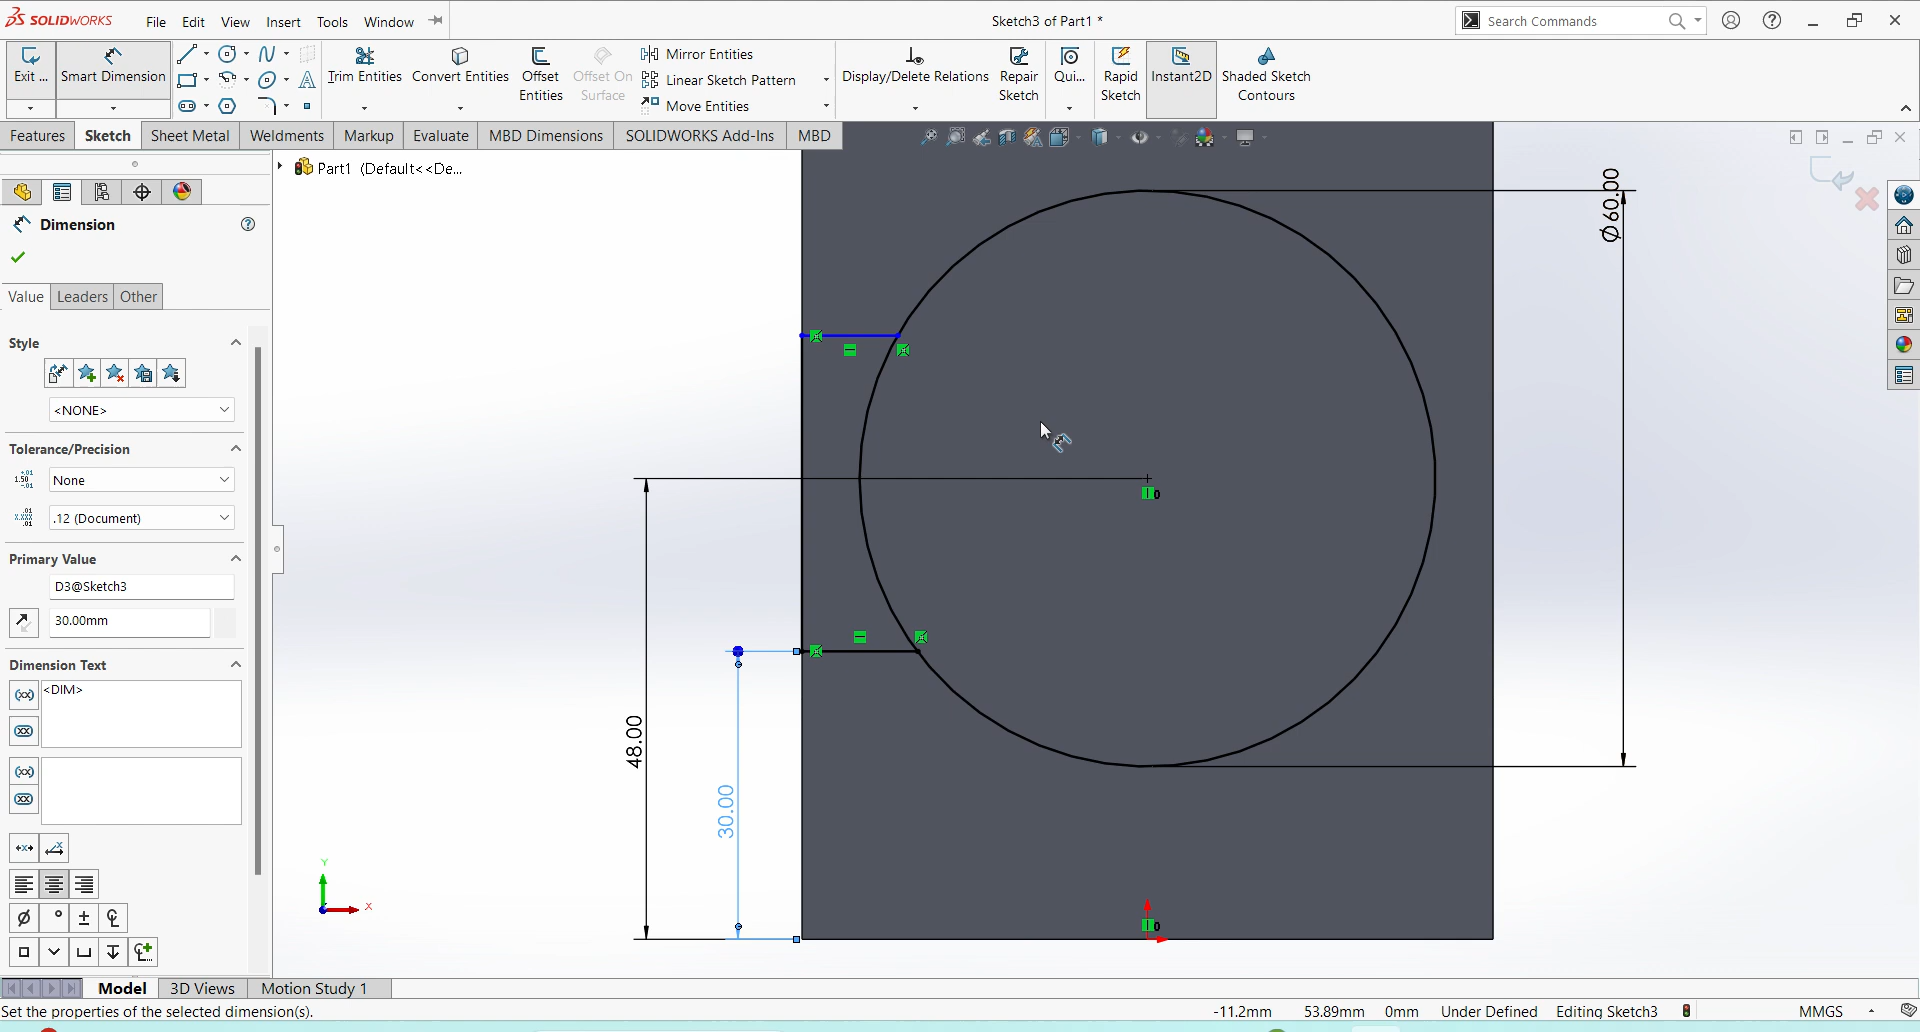 SOLIDWORKS File Edit View Insert Tools Window Sketch3 of Part1 * Search Commands
Exit ... Smart Dimension Trim Entities Convert Entities Offset Entities Offset On Surface Mirror Entities Linear Sketch Pattern Move Entities Display/Delete Relations Repair Sketch Qui... Rapid Sketch Instant2D Shaded Sketch Contours
Features Sketch Sheet Metal Weldments Markup Evaluate MBD Dimensions SOLIDWORKS Add-Ins MBD
Part1 (Default<<De...
Dimension
Value Leaders Other
Style
<NONE>
Tolerance/Precision
None
.12 (Document)
Primary Value
D3@Sketch3
30.00mm
Dimension Text
<DIM>
Ø60.00
48.00
30.00
Y
X
Model 3D Views Motion Study 1
Set the properties of the selected dimension(s). -11.2mm 53.89mm 0mm Under Defined Editing Sketch3 MMGS